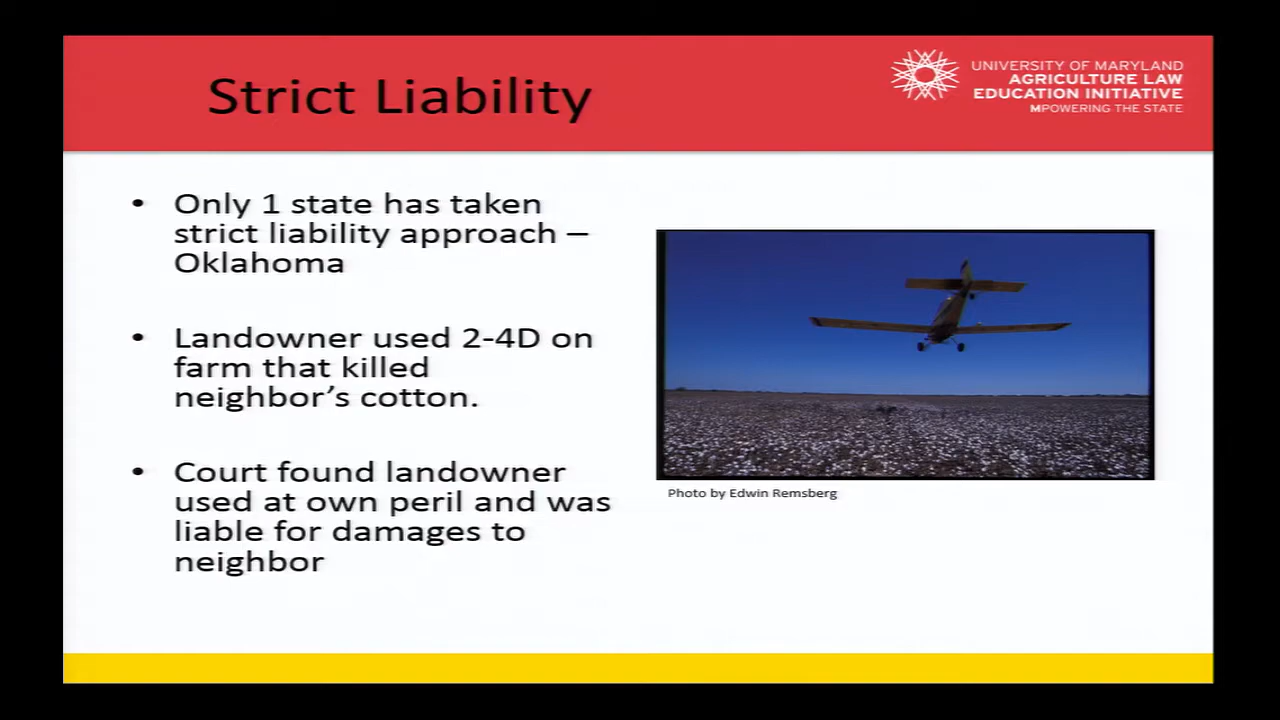 Strict Liability
UNIVERSITY OF MARYLAND
AGRICULTURE LAW
EDUCATION INITIATIVE
MPOWERING THE STATE
• Only 1 state has taken
strict liability approach –
Oklahoma
• Landowner used 2-4D on
farm that killed
neighbor’s cotton.
• Court found landowner
used at own peril and was
liable for damages to
neighbor
Photo by Edwin Remsberg